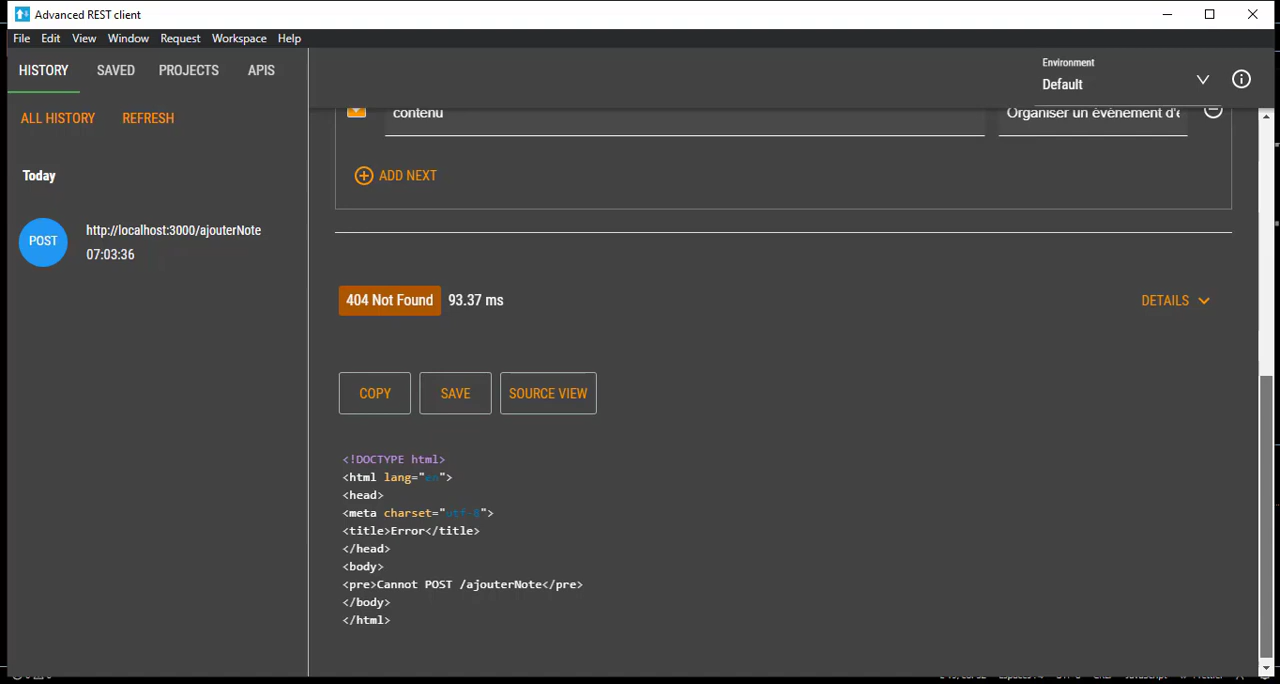 Advanced REST client
File Edit View Window Request Workspace Help
HISTORY SAVED PROJECTS APIS
Environment
Default
ALL HISTORY REFRESH
contenu
Organiser un événement d'e
Today
ADD NEXT
POST
http://localhost:3000/ajouterNote
07:03:36
404 Not Found 93.37 ms
DETAILS
COPY SAVE SOURCE VIEW
<!DOCTYPE html>
<html lang="en">
<head>
<meta charset="utf-8">
<title>Error</title>
</head>
<body>
<pre>Cannot POST /ajouterNote</pre>
</body>
</html>